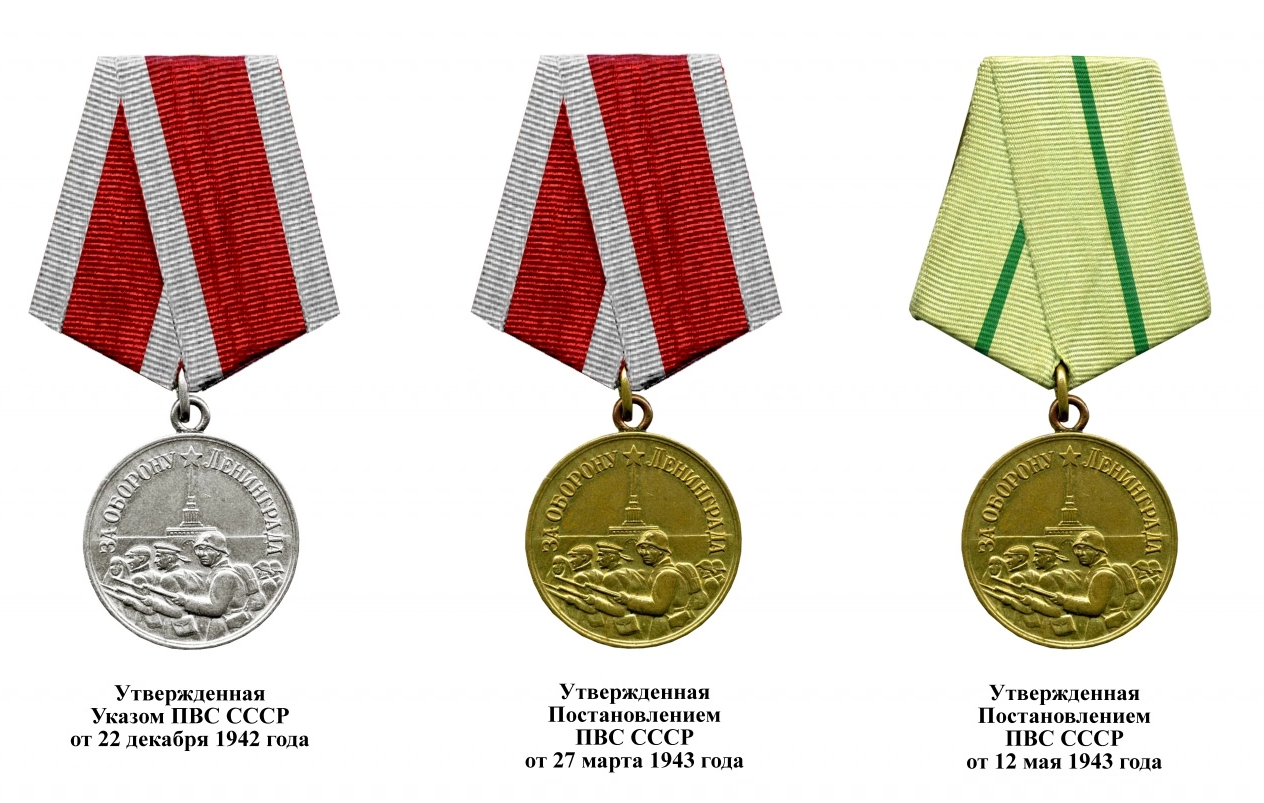 ЗА ОБОРОНУ ЛЕНИНГРАДА
ЗА ОБОРОНУ ЛЕНИНГРАДА
ЗА ОБОРОНУ ЛЕНИНГРАДА
Утвержденная
Указом ПВС СССР
от 22 декабря 1942 года
Утвержденная
Постановлением
ПВС СССР
от 27 марта 1943 года
Утвержденная
Постановлением
ПВС СССР
от 12 мая 1943 года